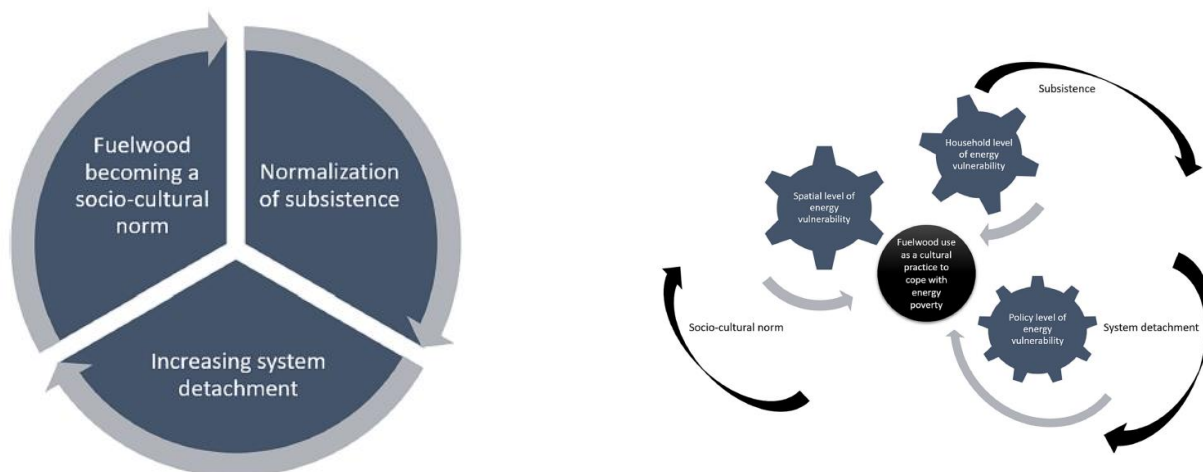 Fuelwood
becoming a
socio-cultural
norm
Normalization
of subsistence
Increasing system
detachment
Subsistence
Household level
of energy
vulnerability
Spatial level of
energy
vulnerability
Fuelwood use
as a cultural
practice to
cope with
energy
poverty
Policy level of
energy
vulnerability
System detachment
Socio-cultural norm